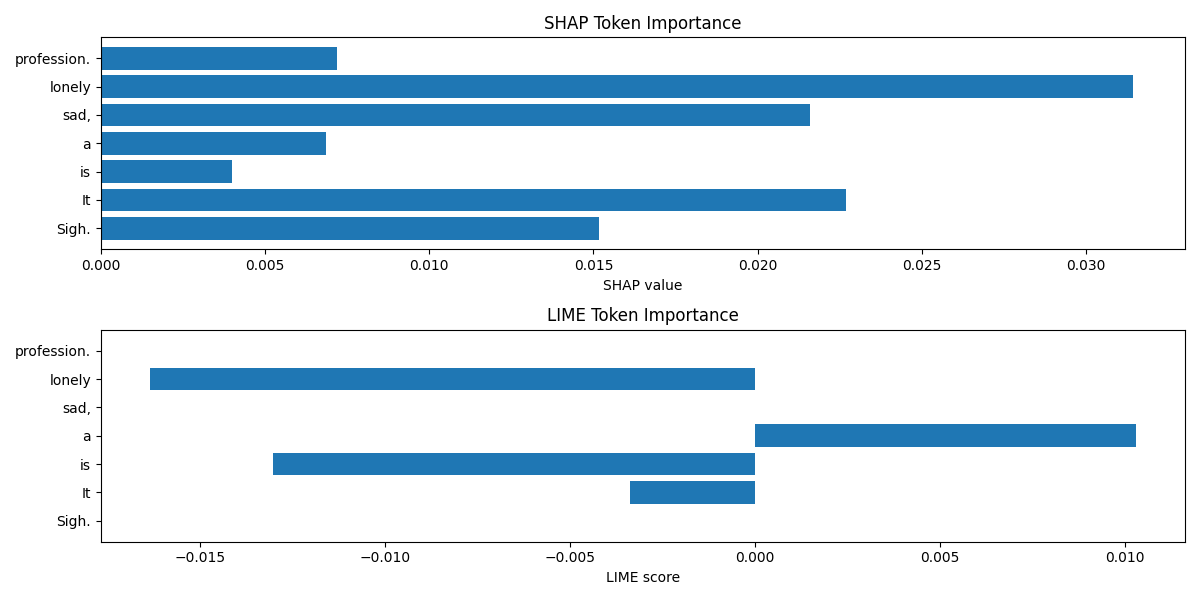 SHAP Token Importance
profession.
lonely
sad,
a
is
It
Sigh.
0.000 0.005 0.010 0.015 0.020 0.025 0.030
SHAP value
LIME Token Importance
profession.
lonely
sad,
a
is
It
Sigh.
−0.015 −0.010 −0.005 0.000 0.005 0.010
LIME score